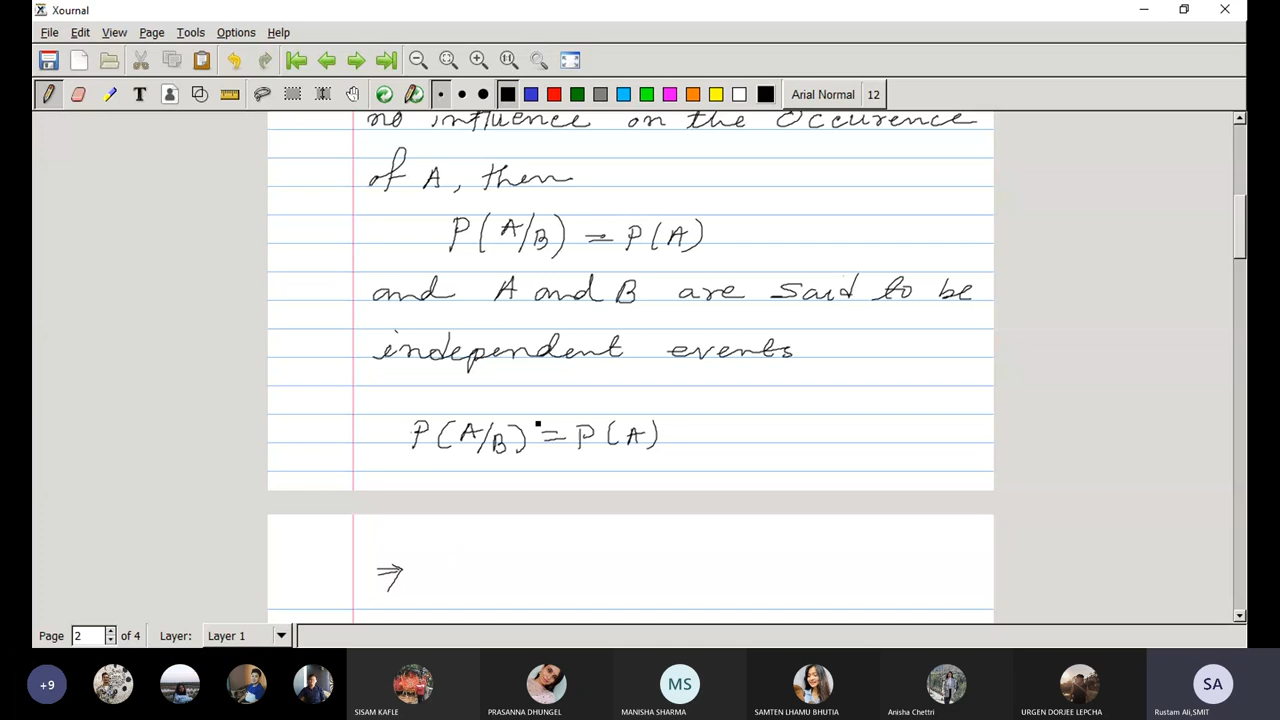 Xournal
File Edit View Page Tools Options Help
Arial Normal 12
no influence on the Occurence
of A, then
P(A/B) = P(A)
and A and B are said to be
independent events
P(A/B) = P(A)
⇒
Page 2 of 4 Layer: Layer 1
+9 MS SA
SISAM KAFLE PRASANNA DHUNGEL MANISHA SHARMA SAMTEN LHAMU BHUTIA Anisha Chettri URGEN DORJEE LEPCHA Rustam Ali,SMIT